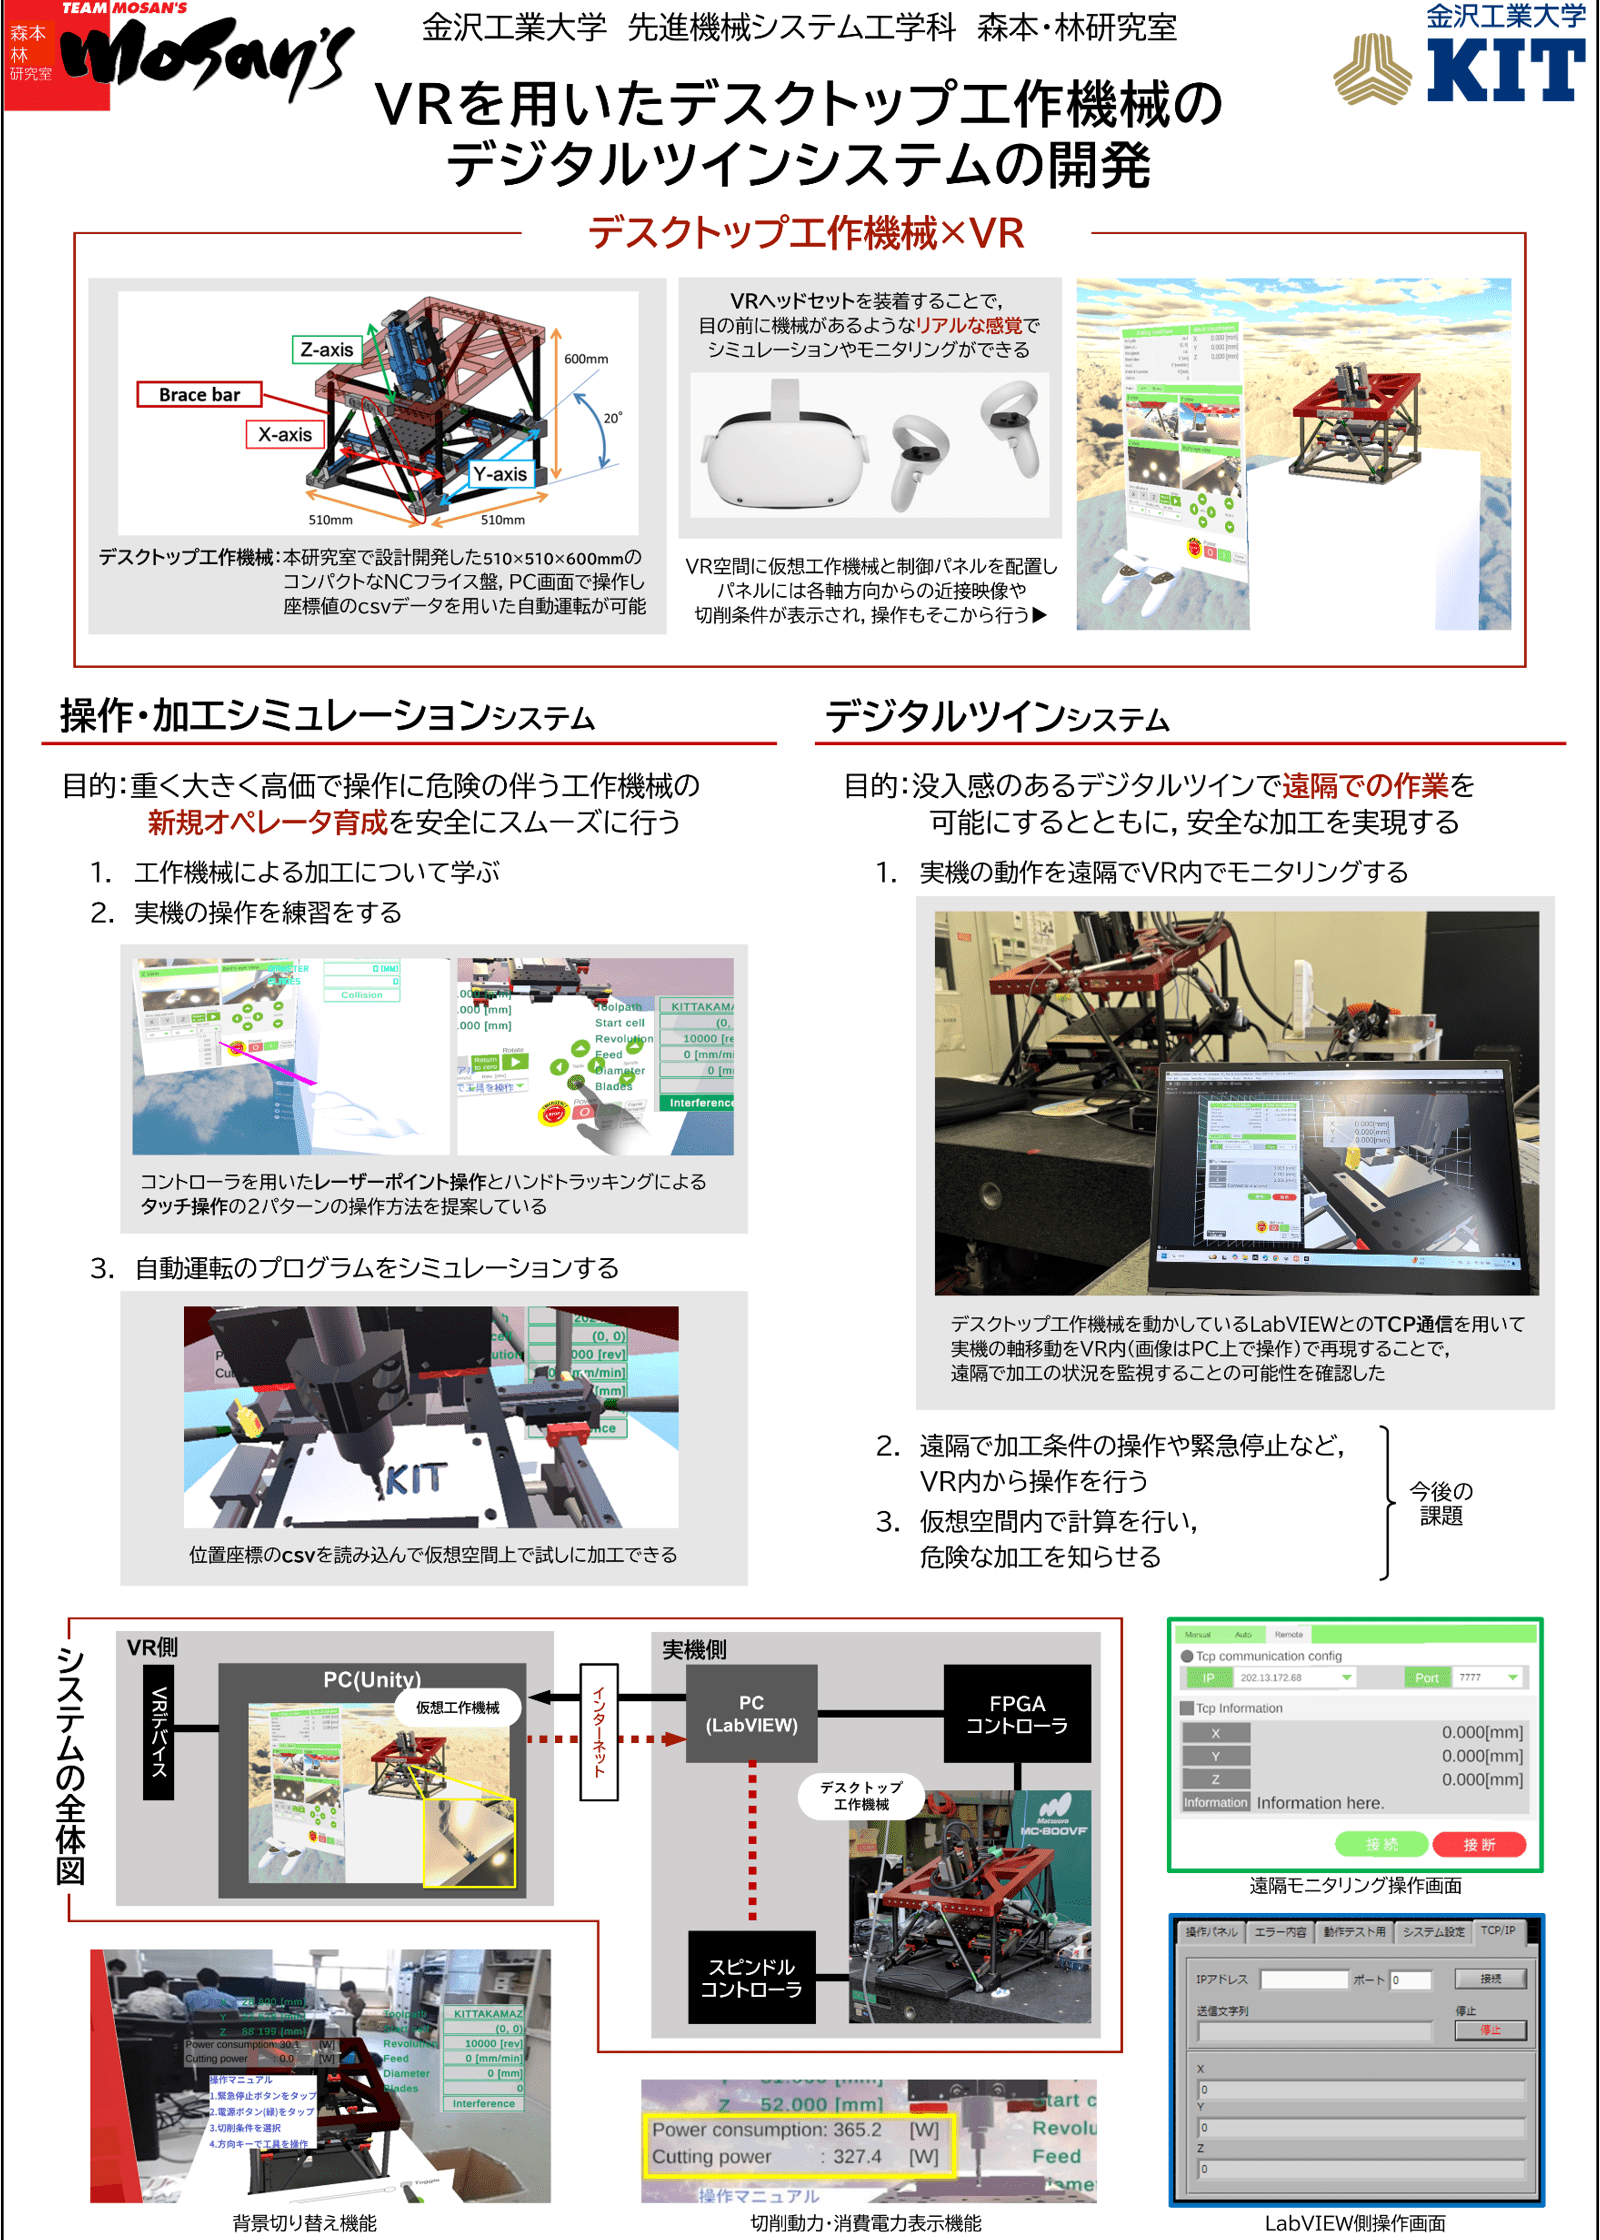 TEAM MOSAN'S
森本
林
研究室
Mosan's
金沢工業大学　先進機械システム工学科　森本・林研究室
金沢工業大学
KIT
VRを用いたデスクトップ工作機械の
デジタルツインシステムの開発
デスクトップ工作機械×VR
Z-axis
Brace bar
X-axis
Y-axis
600mm
20°
510mm
510mm
デスクトップ工作機械：本研究室で設計開発した510×510×600mmの
コンパクトなNCフライス盤，PC画面で操作し
座標値のcsvデータを用いた自動運転が可能
VRヘッドセットを装着することで，
目の前に機械があるようなリアルな感覚で
シミュレーションやモニタリングができる
VR空間に仮想工作機械と制御パネルを配置し
パネルには各軸方向からの近接映像や
切削条件が表示され，操作もそこから行う▶
操作・加工シミュレーションシステム
目的：重く大きく高価で操作に危険の伴う工作機械の
新規オペレータ育成を安全にスムーズに行う
1. 工作機械による加工について学ぶ
2. 実機の操作を練習をする
Z view
Bird's eye view
0 [MM]
0
Collision
.000 [mm]
.000 [mm]
.000 [mm]
Toolpath
Start cell
Revolution
Feed
Diameter
Blades
KITTAKAMA
(0,
10000 [re
0 [mm/mi
0 [m
Interference
Rotate
Return
to zero
コントローラを用いたレーザーポイント操作とハンドトラッキングによる
タッチ操作の2パターンの操作方法を提案している
3. 自動運転のプログラムをシミュレーションする
(0, 0)
000 [rev]
m/min]
[mm]
nce
KIT
位置座標のcsvを読み込んで仮想空間上で試しに加工できる
デジタルツインシステム
目的：没入感のあるデジタルツインで遠隔での作業を
可能にするとともに，安全な加工を実現する
1. 実機の動作を遠隔でVR内でモニタリングする
X 0.000[mm]
Y 0.000[mm]
Z 0.000[mm]
デスクトップ工作機械を動かしているLabVIEWとのTCP通信を用いて
実機の軸移動をVR内（画像はPC上で操作）で再現することで，
遠隔で加工の状況を監視することの可能性を確認した
2. 遠隔で加工条件の操作や緊急停止など，
VR内から操作を行う
3. 仮想空間内で計算を行い，
危険な加工を知らせる
今後の
課題
システムの全体図
VR側
VRデバイス
PC(Unity)
仮想工作機械
インターネット
実機側
PC
(LabVIEW)
FPGA
コントローラ
デスクトップ
工作機械
Matsuura
MC-800VF
スピンドル
コントローラ
Manual Auto Remote
Tcp communication config
IP 202.13.172.68 Port 7777
Tcp Information
X 0.000[mm]
Y 0.000[mm]
Z 0.000[mm]
Information Information here.
接続 接断
遠隔モニタリング操作画面
操作パネル エラー内容 動作テスト用 システム設定 TCP/IP
IPアドレス ポート 0 接続
送信文字列 停止
停止
X
0
Y
0
Z
0
LabVIEW側操作画面
Z 88.199 [mm]
Power consumption: 30.1 [W]
Cutting power : 0.0 [W]
操作マニュアル
1.緊急停止ボタンをタップ
2.電源ボタン(緑)をタップ
3.切削条件を選択
4.方向キーで工具を操作
Toolpath KITTAKAMAZ
(0, 0)
Revolution 10000 [rev]
Feed 0 [mm/min]
Diameter 0 [mm]
Blades 0
Interference
Toggle
背景切り替え機能
Z 52.000 [mm]
Power consumption: 365.2 [W]
Cutting power : 327.4 [W]
操作マニュアル
tart c
Revolu
Feed
切削動力・消費電力表示機能